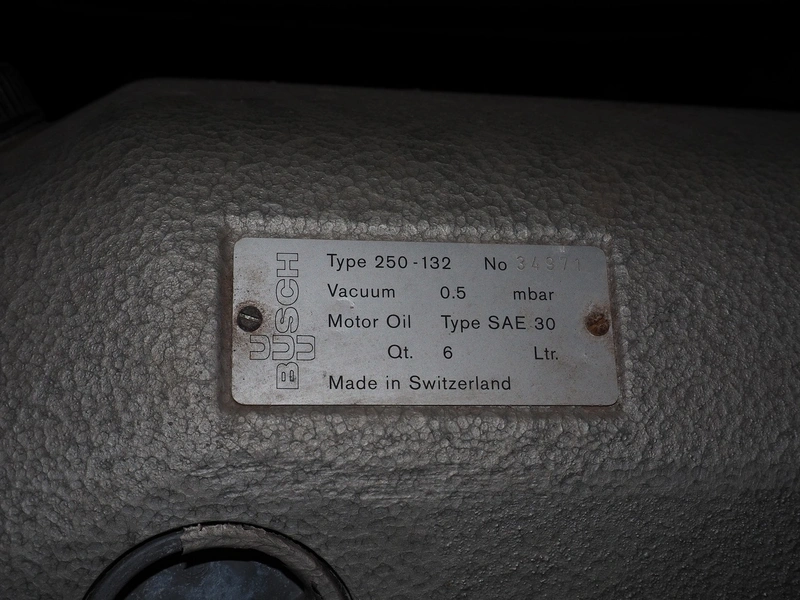 BUSCH
Type 250-132 No 34371
Vacuum 0.5 mbar
Motor Oil Type SAE 30
Qt. 6 Ltr.
Made in Switzerland